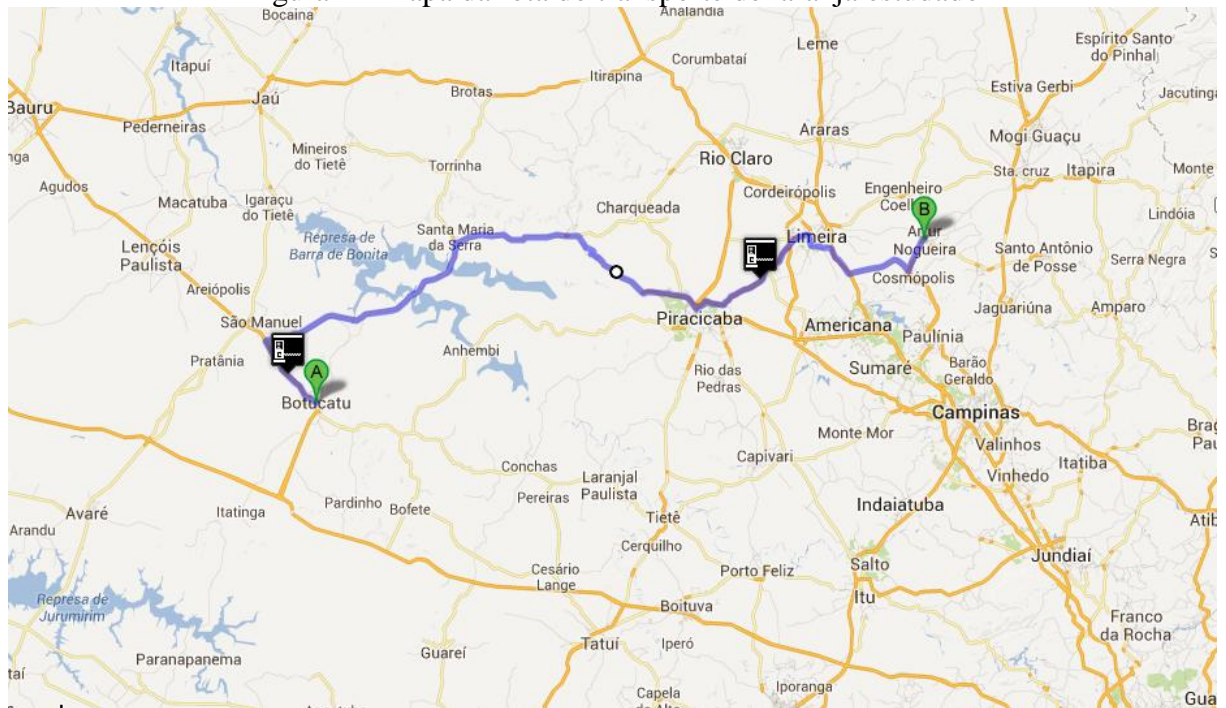 Analândia
Bocaina
Leme
Espírito Santo
do Pinhal
Itapuí
Corumbataí
Itirapina
Jaú
Brotas
Estiva Gerbi
Jacutinga
Bauru
Pederneiras
Araras
Mogi Guaçu
Mineiros
do Tietê
Torrinha
Rio Claro
Sta. cruz
Itapira
Monte
Agudos
Macatuba
Igaraçu
do Tietê
Cordeirópolis
Engenheiro
Charqueada
B
Lindóia
Represa de
Barra de Bonita
Santa Maria
da Serra
Limeira
Artur
Nogueira
Lençóis
Paulista
Santo Antônio
de Posse
Serra Negra
Cosmópolis
Areiópolis
Jaguariúna
Amparo
São Manuel
Piracicaba
Americana
Paulínia
Pratânia
Anhembi
A
Rio das
Pedras
Sumaré
Barão
Geraldo
Botucatu
Campinas
Monte Mor
Valinhos
Itatiba
Capivari
Conchas
Laranjal
Paulista
Vinhedo
Pereiras
Indaiatuba
Pardinho
Bofete
Avaré
Itatinga
Arandu
Tietê
Cerquilho
Jundiaí
Cesário
Lange
Porto Feliz
Salto
Itu
Represa de
Jurumirim
Boituva
Franco
da Rocha
Tatuí
Iperó
Guareí
Paranapanema
Iporanga
Capela